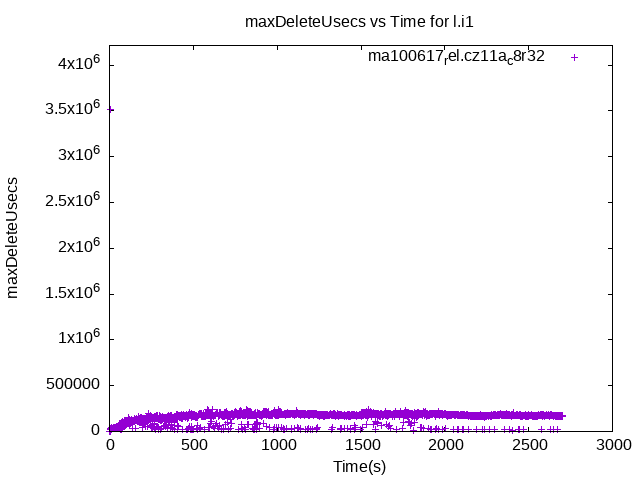 maxDeleteUsecs vs Time for l.i1
ma100617_rel.cz11a_c8r32
4x10^6
3.5x10^6
3x10^6
2.5x10^6
2x10^6
1.5x10^6
1x10^6
500000
0
maxDeleteUsecs
0 500 1000 1500 2000 2500 3000
Time(s)